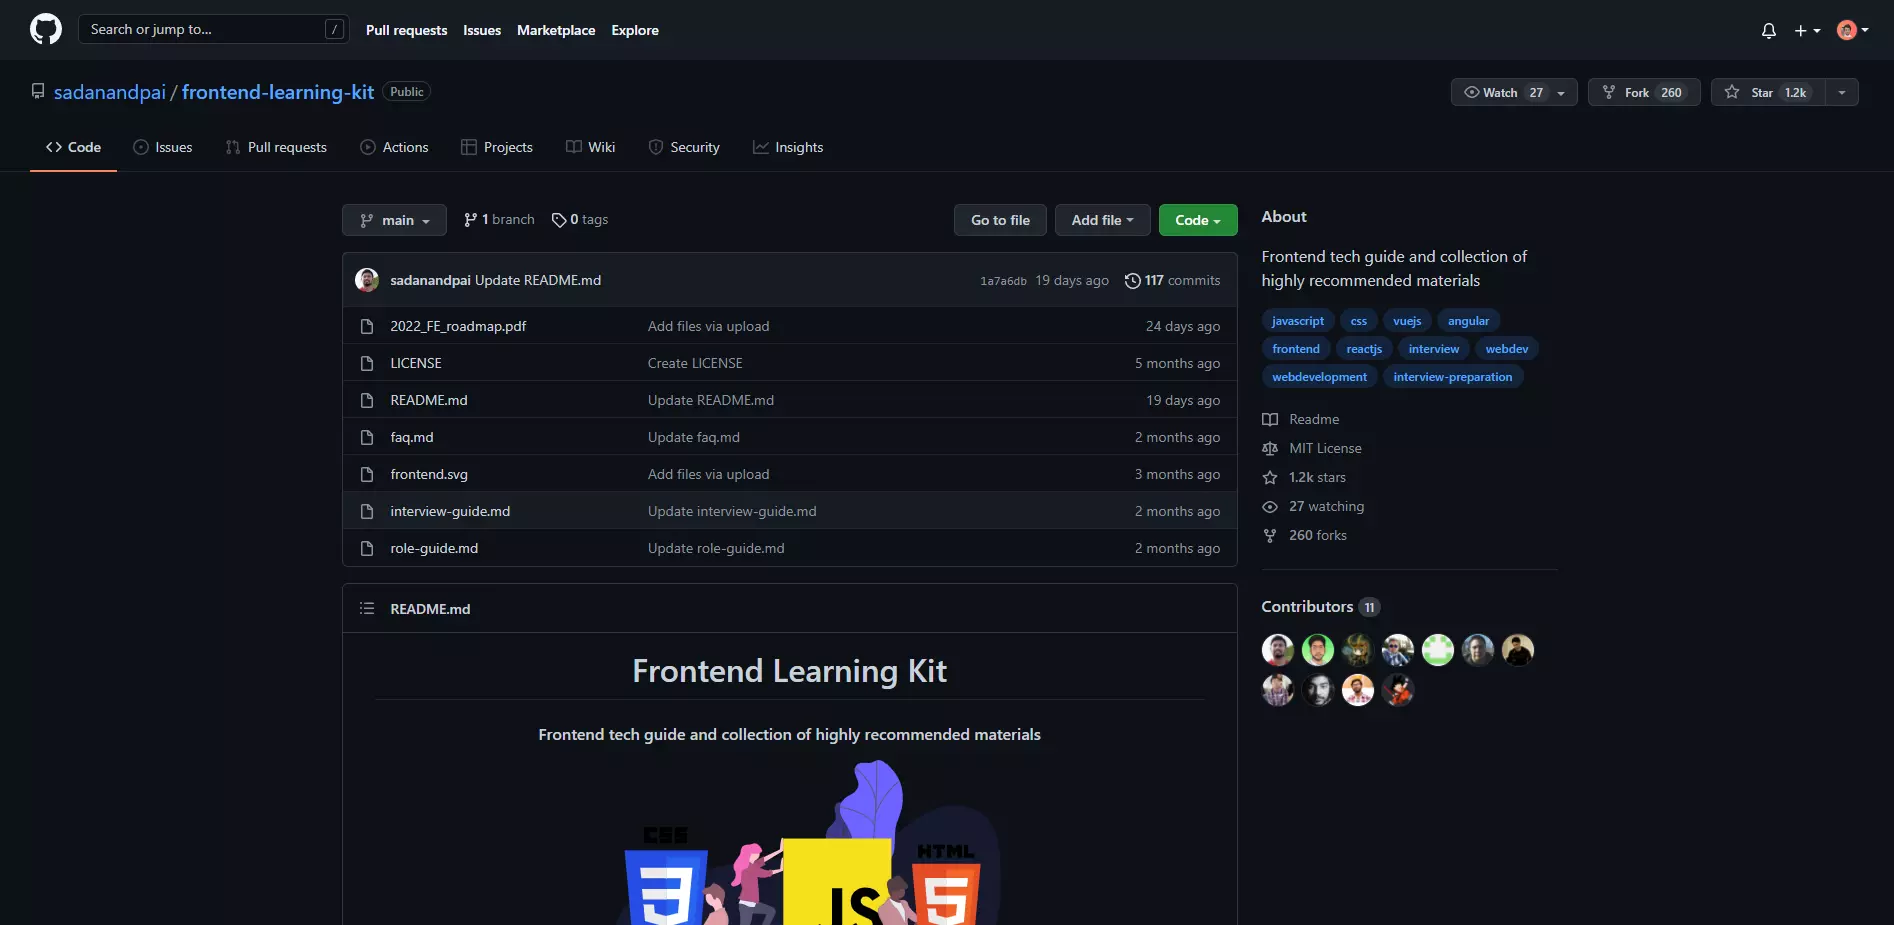 Search or jump to... /
Pull requests Issues Marketplace Explore
sadanandpai / frontend-learning-kit Public
Watch 27 Fork 260 Star 1.2k
Code Issues Pull requests Actions Projects Wiki Security Insights
main 1 branch 0 tags Go to file Add file Code
sadanandpai Update README.md 1a7a6db 19 days ago 117 commits
2022_FE_roadmap.pdf Add files via upload 24 days ago
LICENSE Create LICENSE 5 months ago
README.md Update README.md 19 days ago
faq.md Update faq.md 2 months ago
frontend.svg Add files via upload 3 months ago
interview-guide.md Update interview-guide.md 2 months ago
role-guide.md Update role-guide.md 2 months ago
README.md
Frontend Learning Kit
Frontend tech guide and collection of highly recommended materials
CSS
HTML
JS
About
Frontend tech guide and collection of
highly recommended materials
javascript css vuejs angular
frontend reactjs interview webdev
webdevelopment interview-preparation
Readme
MIT License
1.2k stars
27 watching
260 forks
Contributors 11